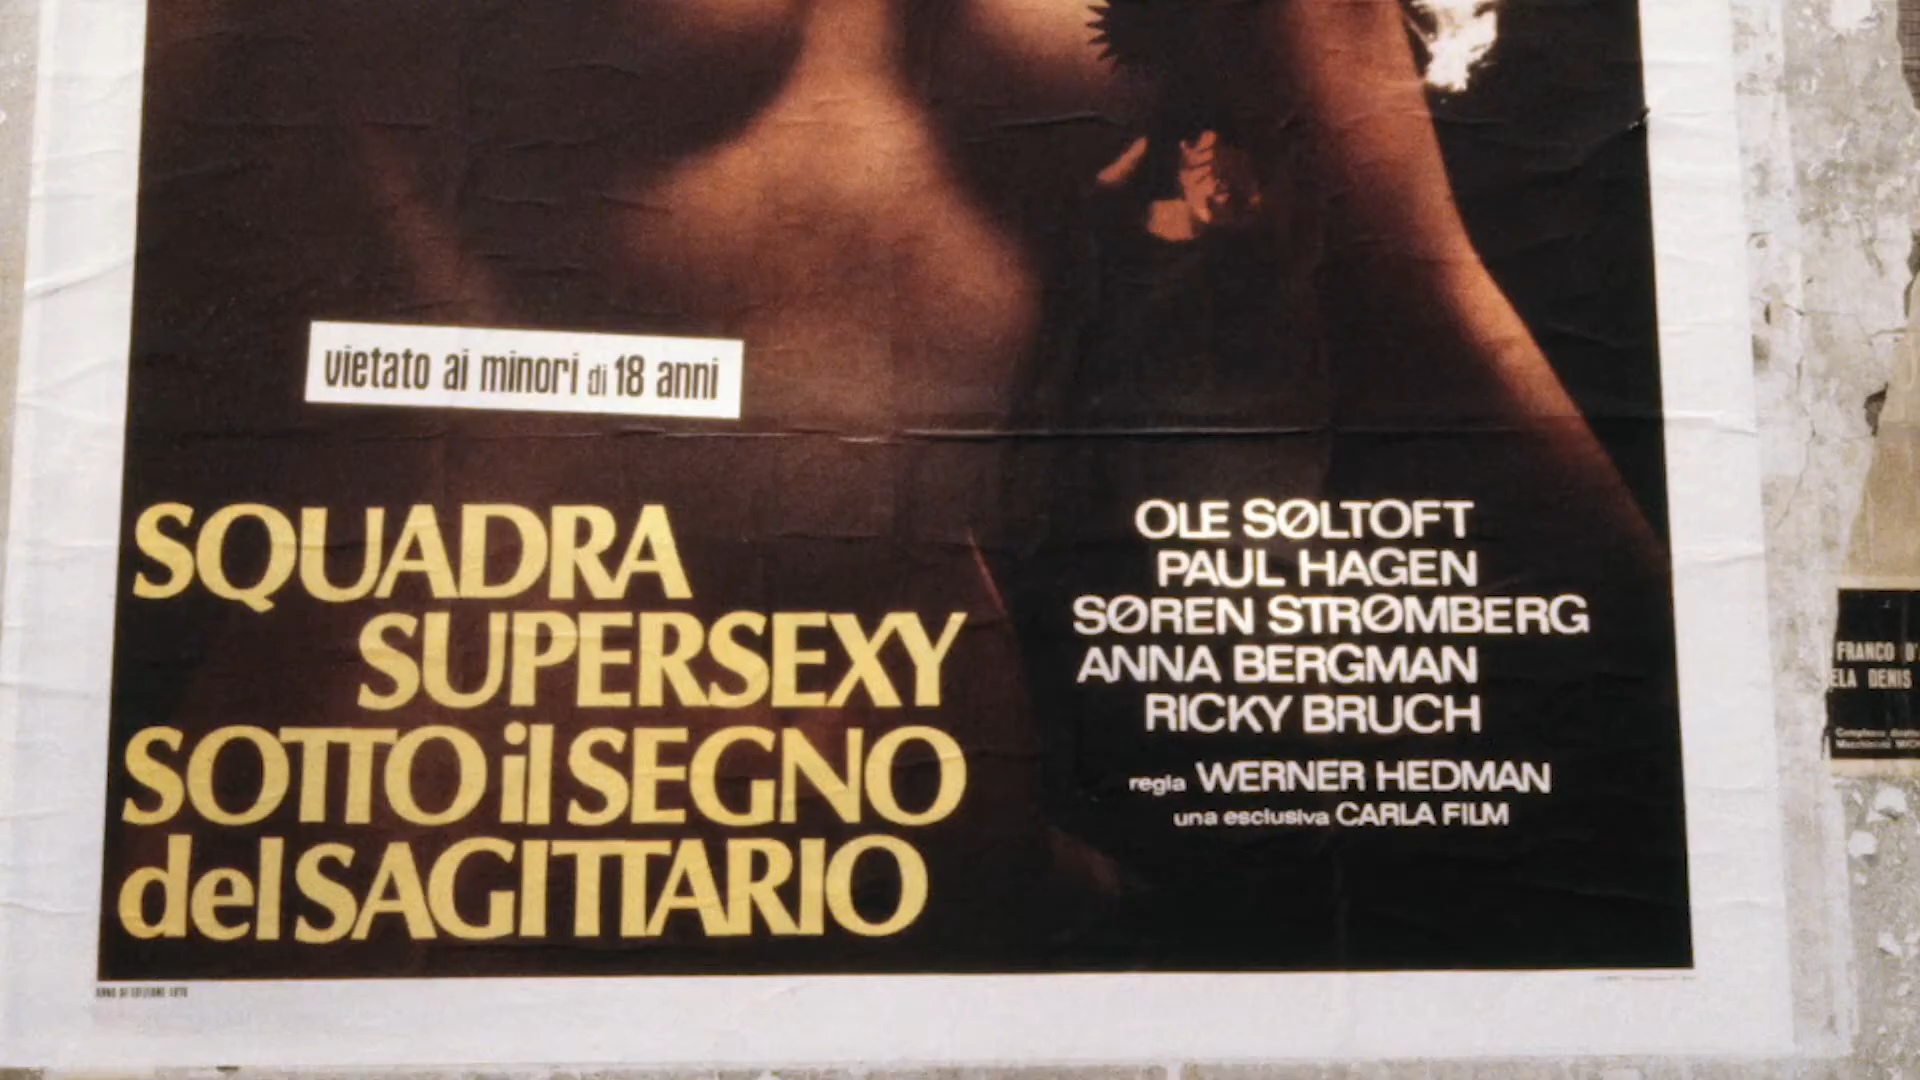 vietato ai minori di 18 anni
SQUADRA
SUPERSEXY
SOTTO il SEGNO
del SAGITTARIO
OLE SØLTOFT
PAUL HAGEN
SØREN STRØMBERG
ANNA BERGMAN
RICKY BRUCH
regia WERNER HEDMAN
una esclusiva CARLA FILM
FRANCO D'
ELA DENIS